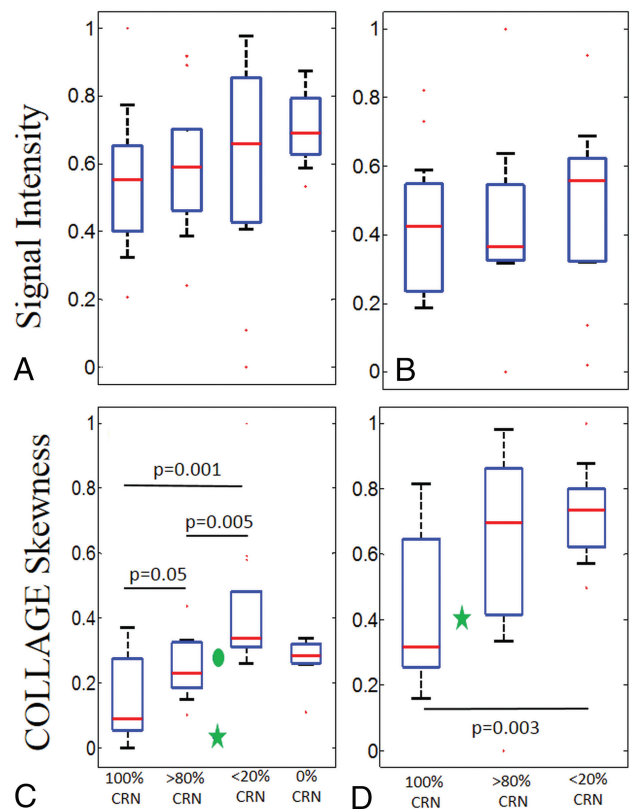 Signal Intensity
1
0.8
0.6
0.4
0.2
0
A
1
0.8
0.6
0.4
0.2
0
B
COLLAGE Skewness
1
0.8
0.6
0.4
0.2
0
p=0.001
p=0.005
p=0.05
C
100% >80% <20% 0%
CRN CRN CRN CRN
1
0.8
0.6
0.4
0.2
0
p=0.003
D
100% >80% <20%
CRN CRN CRN